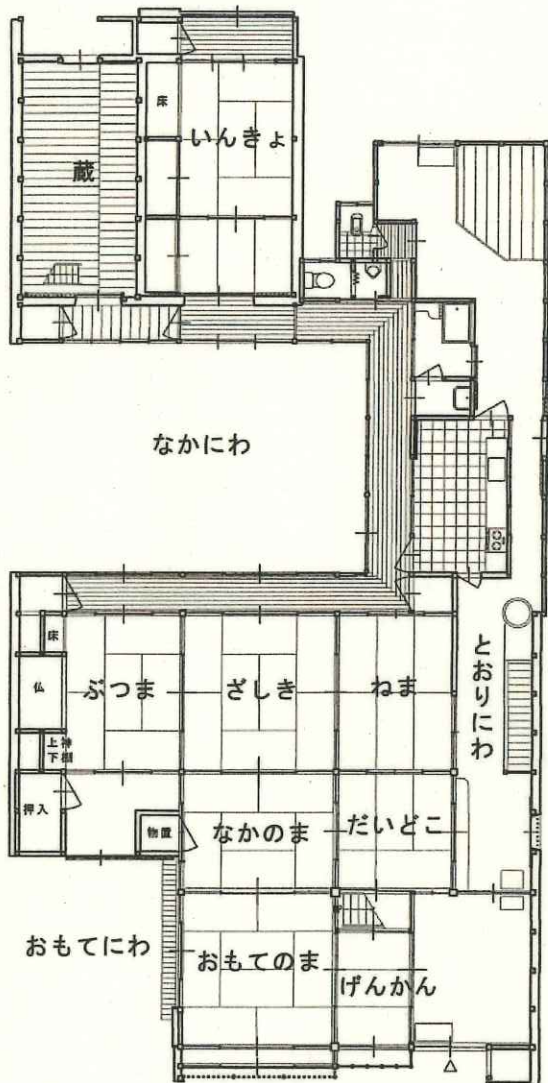 床
いんきょ
蔵
なかにわ
とおりにわ
床
ぶつま
ざしき
ねま
仏
上神
下棚
押入
物置
なかのま
だいどこ
おもてにわ
おもてのま
げんかん